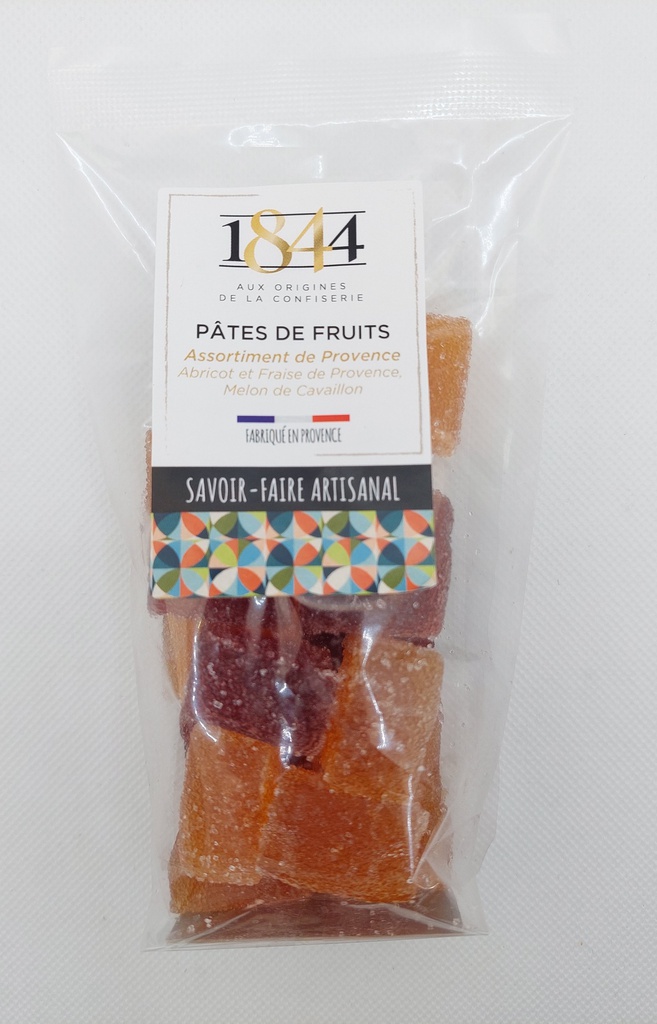 1844
AUX ORIGINES
DE LA CONFISERIE
PÂTES DE FRUITS
Assortiment de Provence
Abricot et Fraise de Provence,
Melon de Cavaillon
FABRIQUÉ EN PROVENCE
SAVOIR-FAIRE ARTISANAL